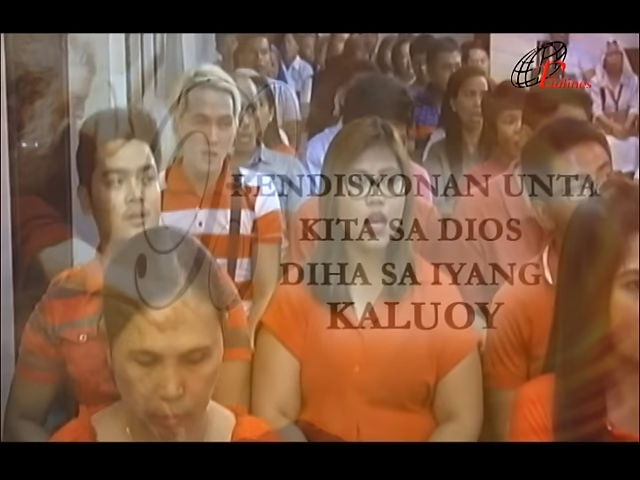 BENDISYONAN UNTA
KITA SA DIOS
DIHA SA IYANG
KALUOY